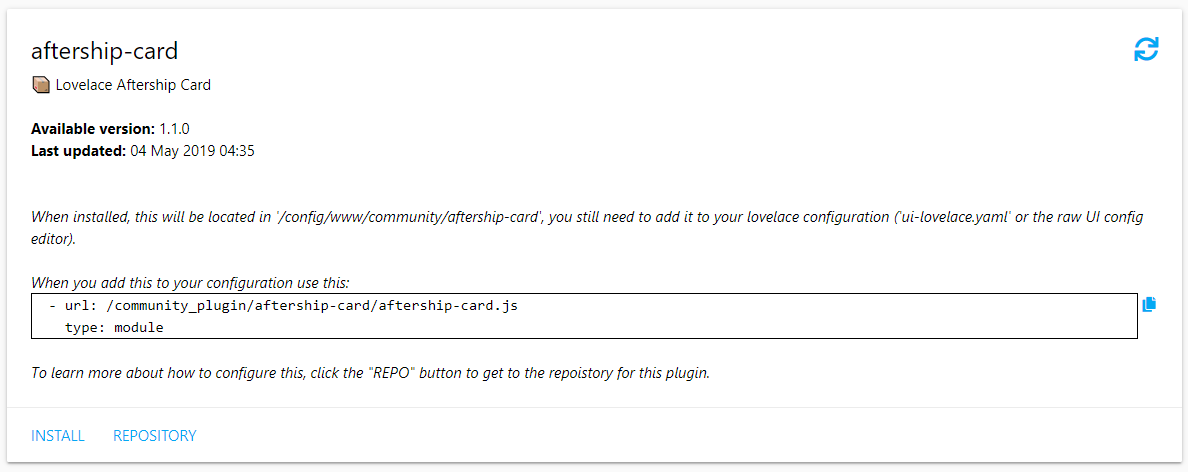 aftership-card
Lovelace Aftership Card
Available version: 1.1.0
Last updated: 04 May 2019 04:35
When installed, this will be located in '/config/www/community/aftership-card', you still need to add it to your lovelace configuration ('ui-lovelace.yaml' or the raw UI config
editor).
When you add this to your configuration use this:
- url: /community_plugin/aftership-card/aftership-card.js
type: module
To learn more about how to configure this, click the "REPO" button to get to the repoistory for this plugin.
INSTALL REPOSITORY